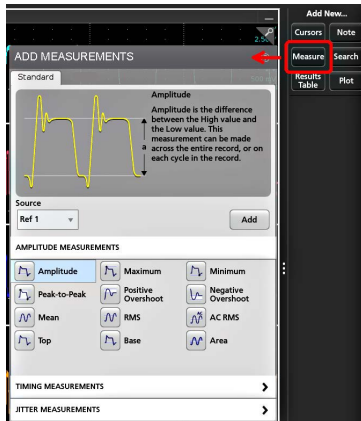 Add New...
Cursors
Note
Measure
Search
Results
Table
Plot
2.50
ADD MEASUREMENTS
Standard
Amplitude
Amplitude is the difference
between the High value and
the Low value. This
measurement can be made
across the entire record, or on
each cycle in the record.
a
Source
Ref 1
Add
AMPLITUDE MEASUREMENTS
Amplitude
Maximum
Minimum
Peak-to-Peak
Positive
Overshoot
Negative
Overshoot
Mean
RMS
AC RMS
Top
Base
Area
TIMING MEASUREMENTS
JITTER MEASUREMENTS